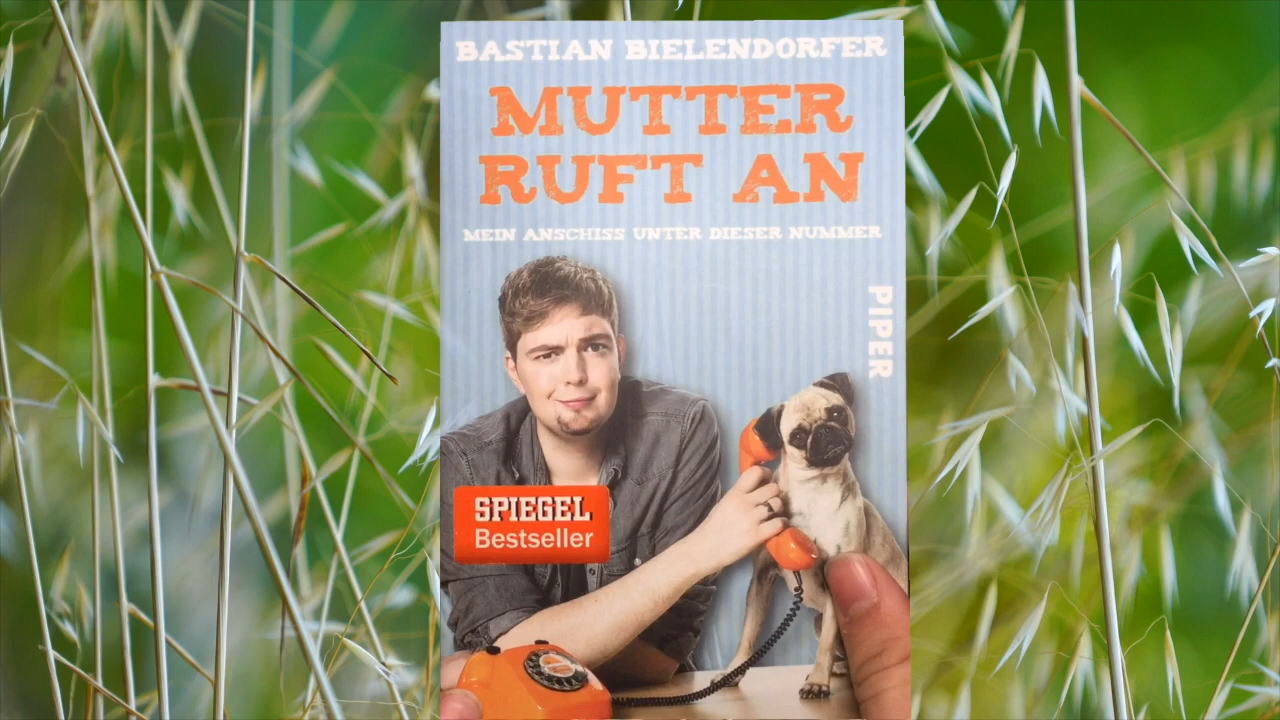 BASTIAN BIELENDORFER
MUTTER
RUFT AN
MEIN ANSCHISS UNTER DIESER NUMMER
PIPER
SPIEGEL
Bestseller